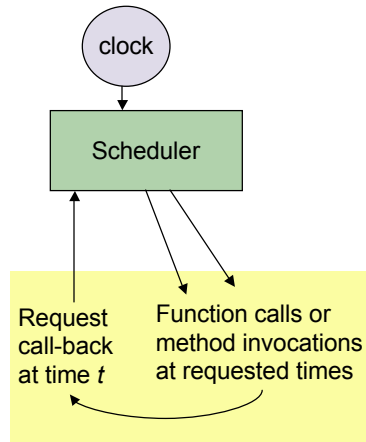 clock
Scheduler
Request
call-back
at time t
Function calls or
method invocations
at requested times